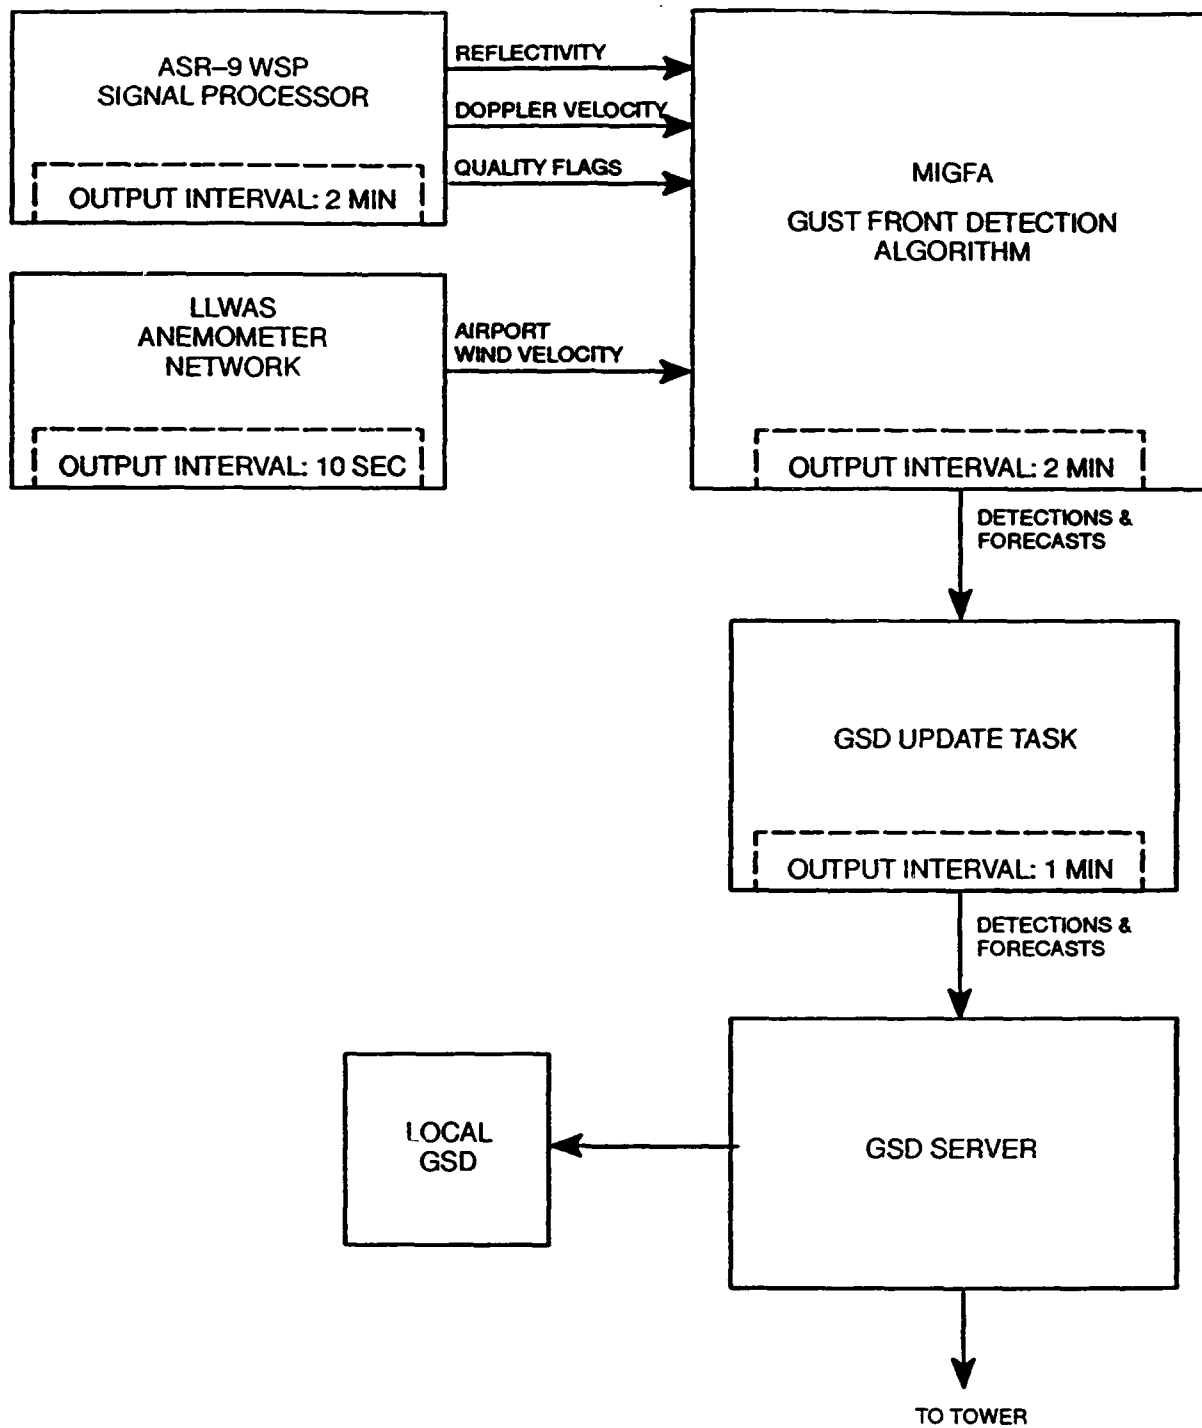 ASR-9 WSP
SIGNAL PROCESSOR
OUTPUT INTERVAL: 2 MIN
REFLECTIVITY
DOPPLER VELOCITY
QUALITY FLAGS
LLWAS
ANEMOMETER
NETWORK
OUTPUT INTERVAL: 10 SEC
AIRPORT
WIND VELOCITY
MIGFA
GUST FRONT DETECTION
ALGORITHM
OUTPUT INTERVAL: 2 MIN
DETECTIONS &
FORECASTS
GSD UPDATE TASK
OUTPUT INTERVAL: 1 MIN
DETECTIONS &
FORECASTS
GSD SERVER
LOCAL
GSD
TO TOWER